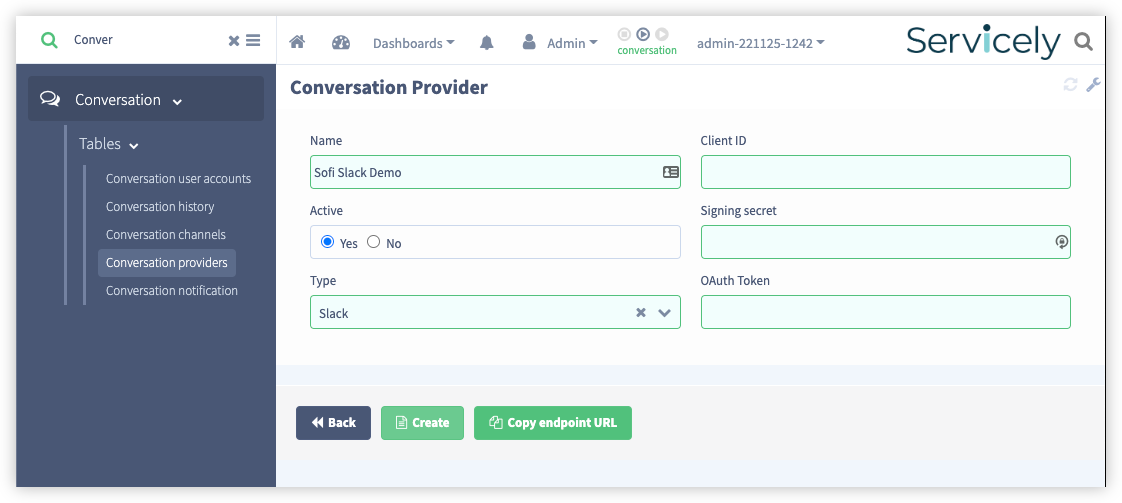 Conver
Dashboards
Admin
conversation
admin-221125-1242
Servicely
Conversation
Tables
Conversation user accounts
Conversation history
Conversation channels
Conversation providers
Conversation notification
Conversation Provider
Name
Client ID
Sofi Slack Demo
Active
Signing secret
Yes No
Type
OAuth Token
Slack
Back
Create
Copy endpoint URL